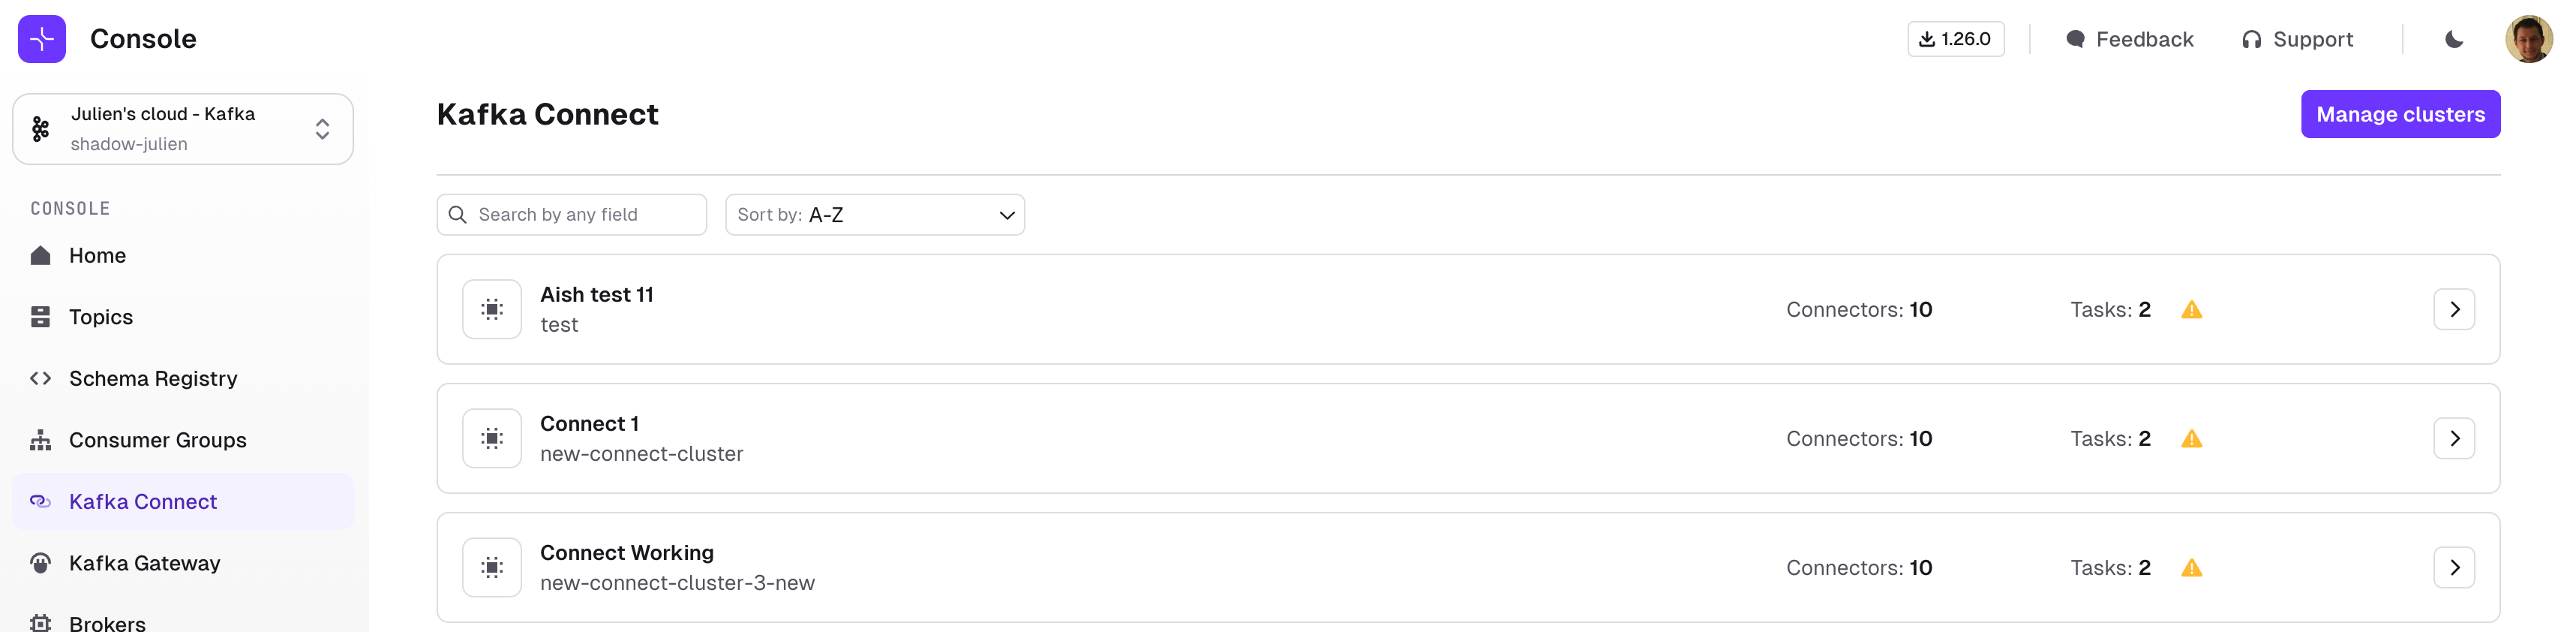 Console
1.26.0
Feedback
Support
Julien's cloud - Kafka
shadow-julien
CONSOLE
Home
Topics
Schema Registry
Consumer Groups
Kafka Connect
Kafka Gateway
Brokers
Kafka Connect
Manage clusters
Search by any field
Sort by: A-Z
Aish test 11
test
Connectors: 10
Tasks: 2
Connect 1
new-connect-cluster
Connectors: 10
Tasks: 2
Connect Working
new-connect-cluster-3-new
Connectors: 10
Tasks: 2